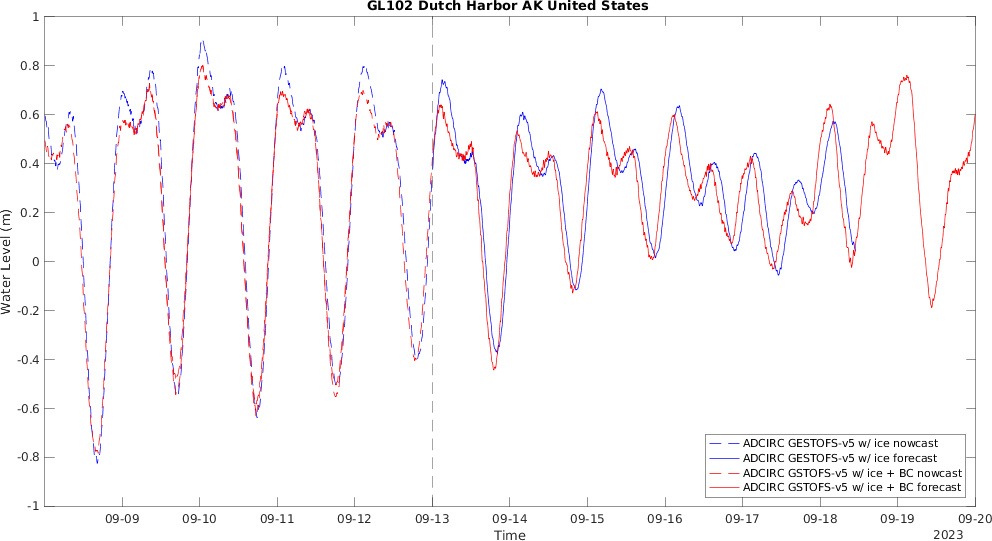 GL102 Dutch Harbor AK United States
Water Level (m)
1
0.8
0.6
0.4
0.2
0
-0.2
-0.4
-0.6
-0.8
-1
ADCIRC GESTOFS-v5 w/ ice nowcast
ADCIRC GESTOFS-v5 w/ ice forecast
ADCIRC GSTOFS-v5 w/ ice + BC nowcast
ADCIRC GSTOFS-v5 w/ ice + BC forecast
09-09 09-10 09-11 09-12 09-13 09-14 09-15 09-16 09-17 09-18 09-19 09-20
Time
2023